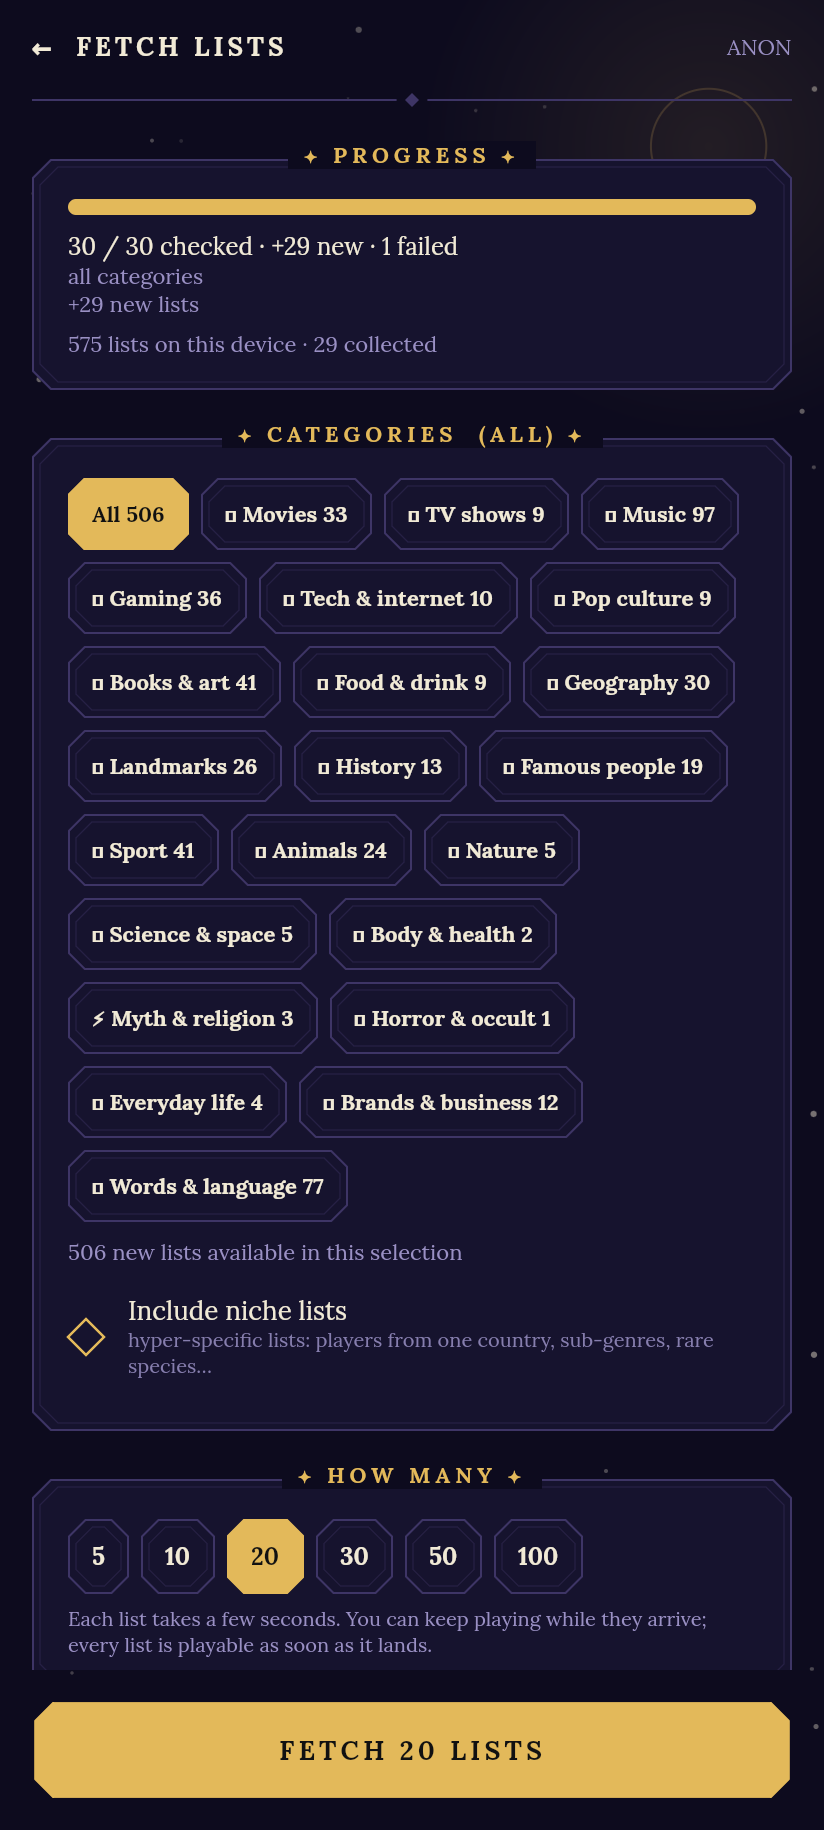 ← FETCH LISTS
ANON
✦ PROGRESS ✦
30 / 30 checked · +29 new · 1 failed
all categories
+29 new lists
575 lists on this device · 29 collected
✦ CATEGORIES (ALL) ✦
All 506
Movies 33
TV shows 9
Music 97
Gaming 36
Tech & internet 10
Pop culture 9
Books & art 41
Food & drink 9
Geography 30
Landmarks 26
History 13
Famous people 19
Sport 41
Animals 24
Nature 5
Science & space 5
Body & health 2
⚡ Myth & religion 3
Horror & occult 1
Everyday life 4
Brands & business 12
Words & language 77
506 new lists available in this selection
Include niche lists
hyper-specific lists: players from one country, sub-genres, rare
species...
✦ HOW MANY ✦
5
10
20
30
50
100
Each list takes a few seconds. You can keep playing while they arrive;
every list is playable as soon as it lands.
FETCH 20 LISTS